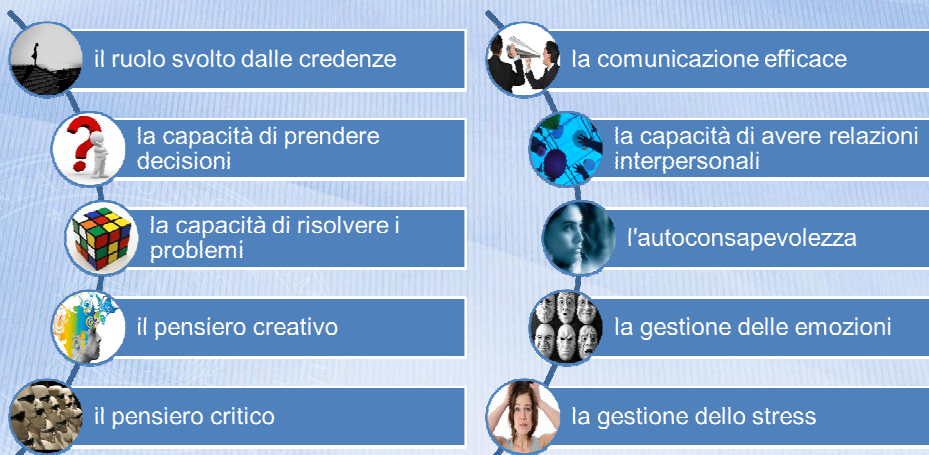 il ruolo svolto dalle credenze
la capacità di prendere
decisioni
la capacità di risolvere i
problemi
il pensiero creativo
il pensiero critico
la comunicazione efficace
la capacità di avere relazioni
interpersonali
l'autoconsapevolezza
la gestione delle emozioni
la gestione dello stress